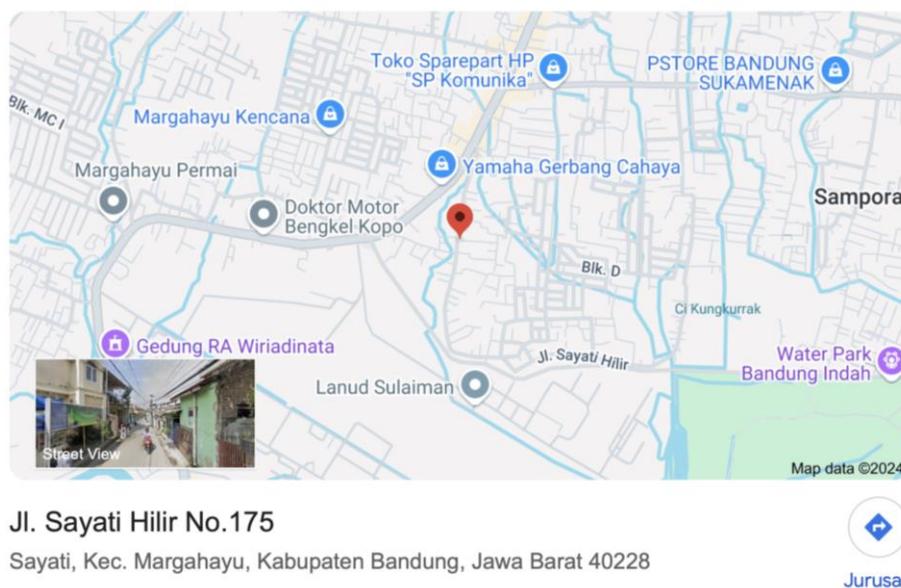 Toko Sparepart HP
"SP Komunika"
PSTORE BANDUNG
SUKAMENAK
Blk. MC I
Margahayu Kencana
Yamaha Gerbang Cahaya
Margahayu Permai
Sampora
Doktor Motor
Bengkel Kopo
Blk. D
Ci Kungkurrak
Gedung RA Wiriadinata
Jl. Sayati Hilir
Water Park
Bandung Indah
Lanud Sulaiman
Street View
Map data ©2024
Jl. Sayati Hilir No.175
Sayati, Kec. Margahayu, Kabupaten Bandung, Jawa Barat 40228
Jurusa